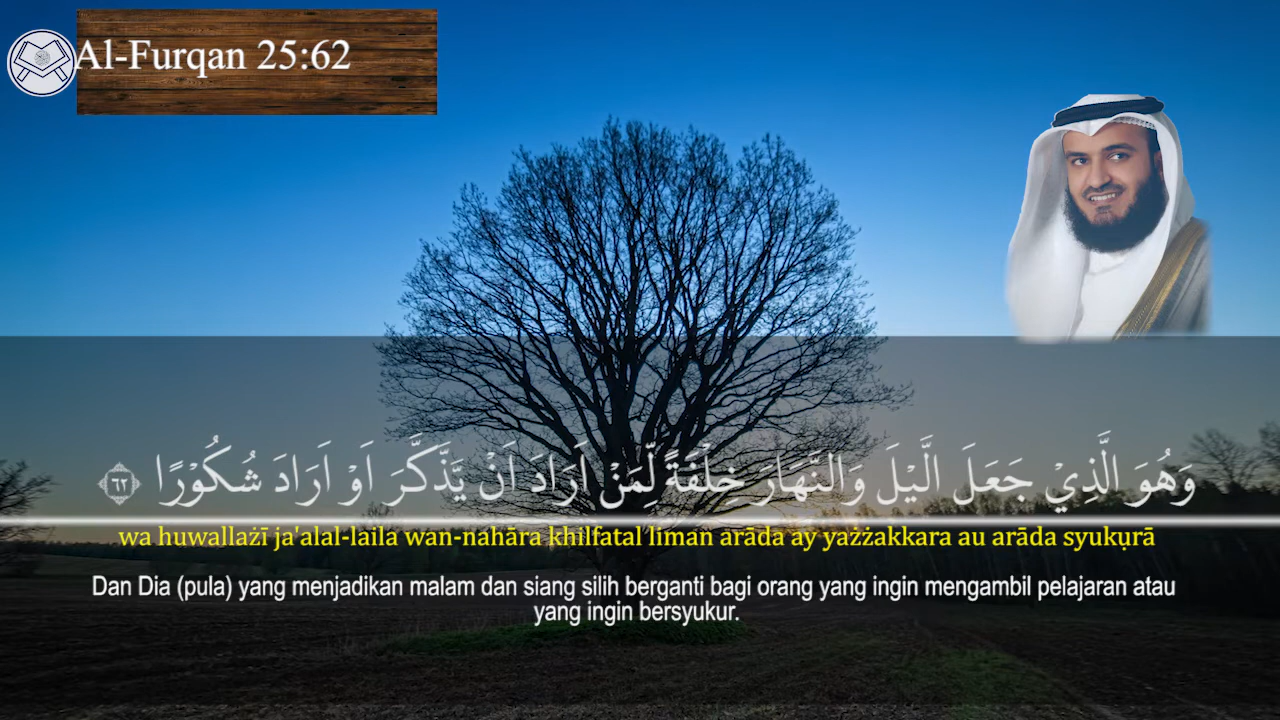 Al-Furqan 25:62
وَهُوَ الَّذِيْ جَعَلَ الَّيْلَ وَالنَّهَارَ خِلْفَةً لِّمَنْ اَرَادَ اَنْ يَّذَّكَّرَ اَوْ اَرَادَ شُكُوْرًا ٦٢
wa huwallażī ja'alal-laila wan-nahāra khilfatal liman arāda ay yażżakkara au arāda syukụrā
Dan Dia (pula) yang menjadikan malam dan siang silih berganti bagi orang yang ingin mengambil pelajaran atau
yang ingin bersyukur.